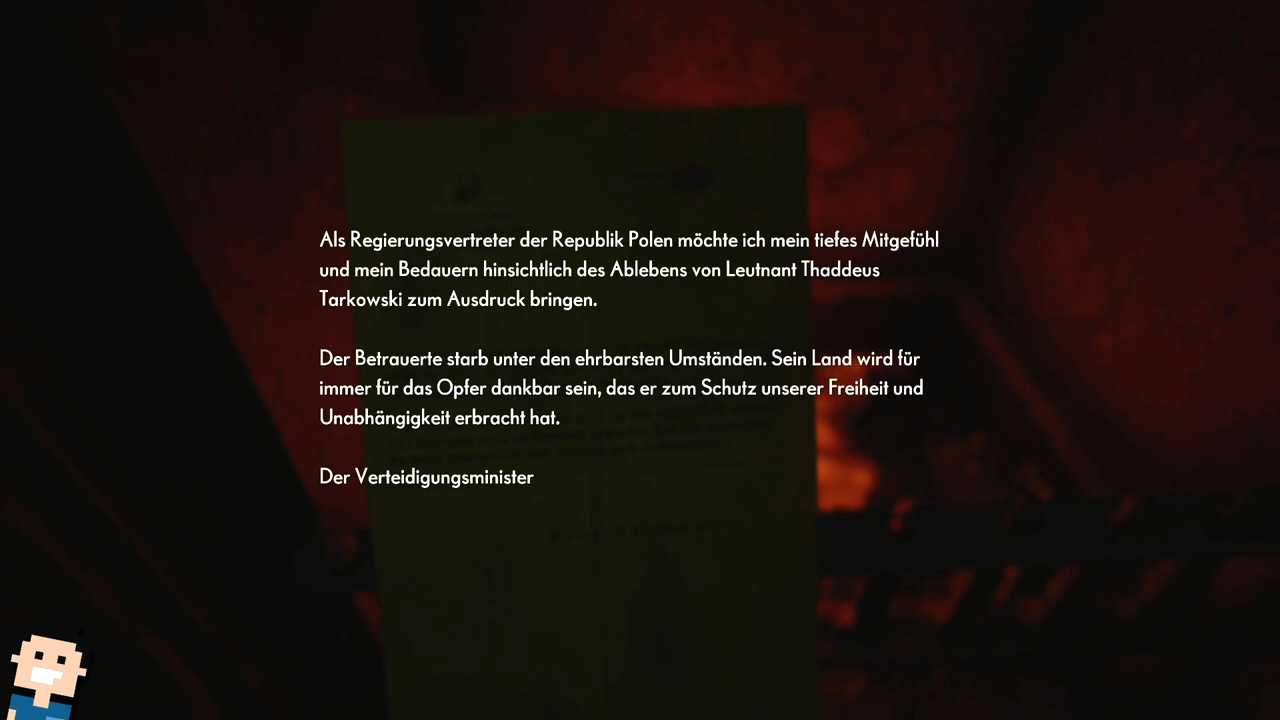 Als Regierungsvertreter der Republik Polen möchte ich mein tiefes Mitgefühl
und mein Bedauern hinsichtlich des Ablebens von Leutnant Thaddeus
Tarkowski zum Ausdruck bringen.
Der Betrauerte starb unter den ehrbarsten Umständen. Sein Land wird für
immer für das Opfer dankbar sein, das er zum Schutz unserer Freiheit und
Unabhängigkeit erbracht hat.
Der Verteidigungsminister